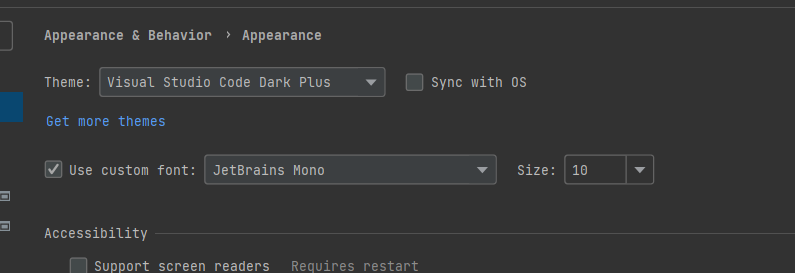 Appearance & Behavior › Appearance
Theme: Visual Studio Code Dark Plus Sync with OS
Get more themes
Use custom font: JetBrains Mono Size: 10
Accessibility
Support screen readers Requires restart